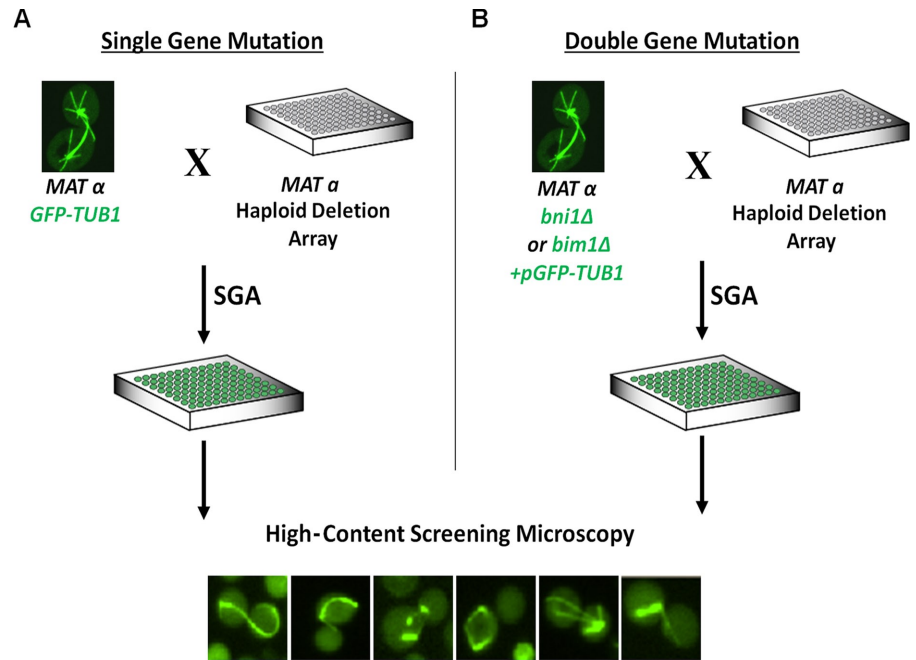 A
Single Gene Mutation
X
MAT α
GFP-TUB1
MAT a
Haploid Deletion
Array
SGA
B
Double Gene Mutation
X
MAT α
bni1Δ
or bim1Δ
+pGFP-TUB1
MAT a
Haploid Deletion
Array
SGA
High-Content Screening Microscopy